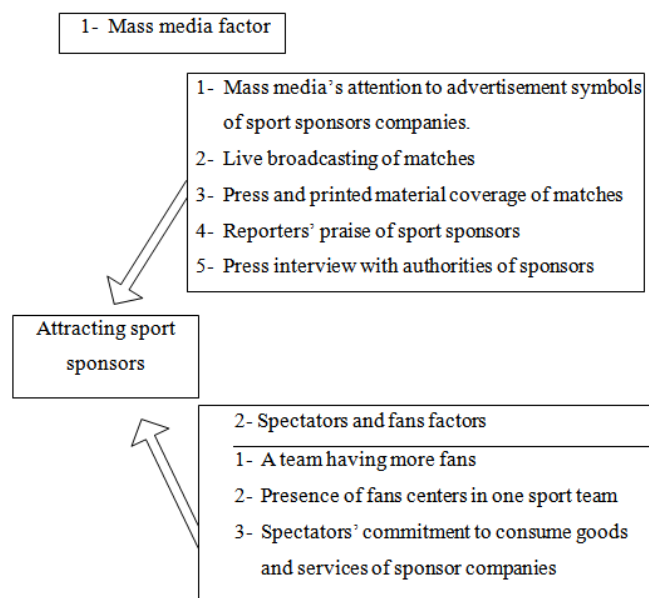 1- Mass media factor
1- Mass media's attention to advertisement symbols
of sport sponsors companies.
2- Live broadcasting of matches
3- Press and printed material coverage of matches
4- Reporters' praise of sport sponsors
5- Press interview with authorities of sponsors
Attracting sport
sponsors
2- Spectators and fans factors
1- A team having more fans
2- Presence of fans centers in one sport team
3- Spectators' commitment to consume goods
and services of sponsor companies